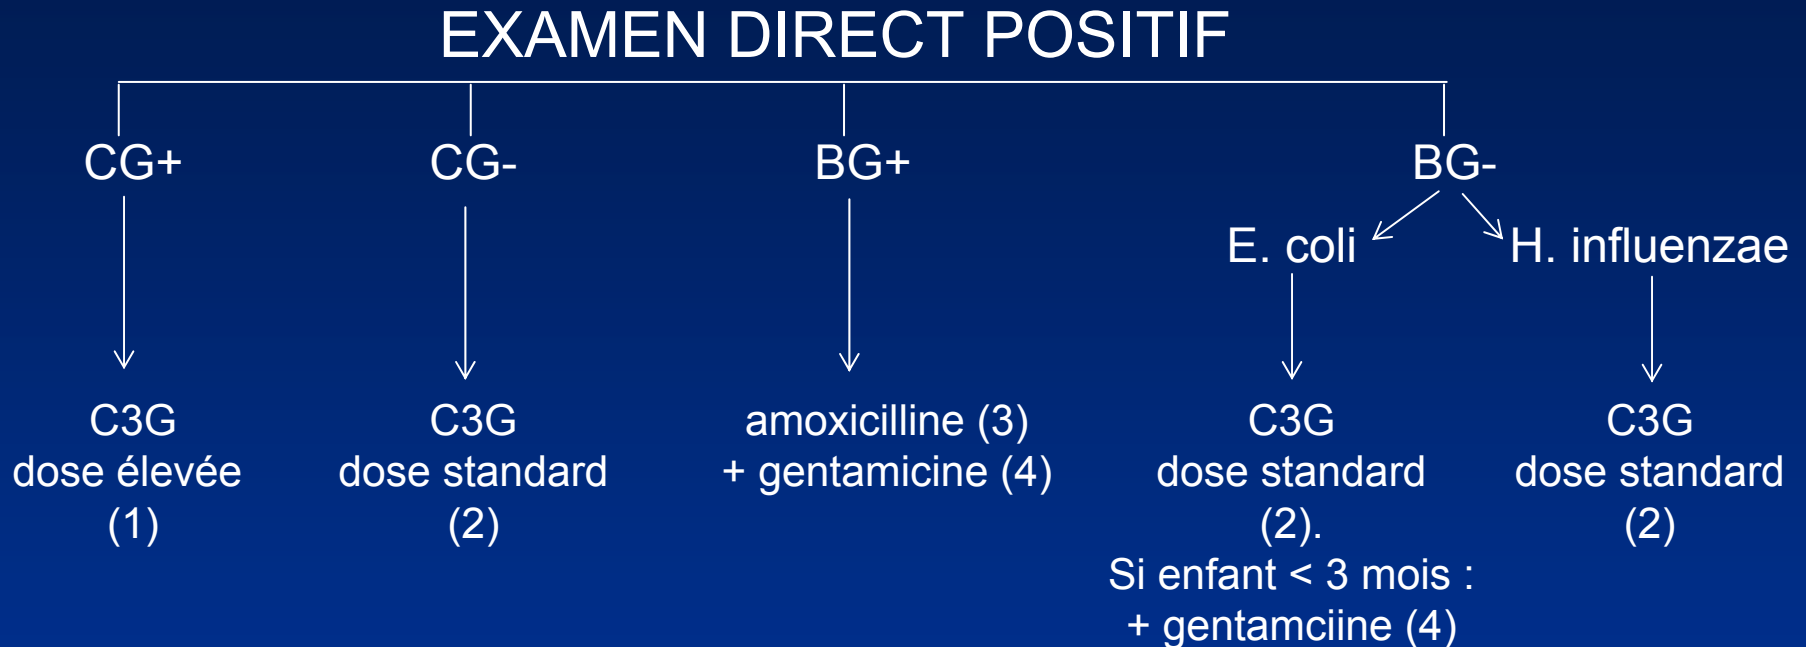 EXAMEN DIRECT POSITIF
CG+
CG-
BG+
BG-
E. coli
H. influenzae
C3G
dose élevée
(1)
C3G
dose standard
(2)
amoxicilline (3)
+ gentamicine (4)
C3G
dose standard
(2).
Si enfant < 3 mois :
+ gentamciine (4)
C3G
dose standard
(2)